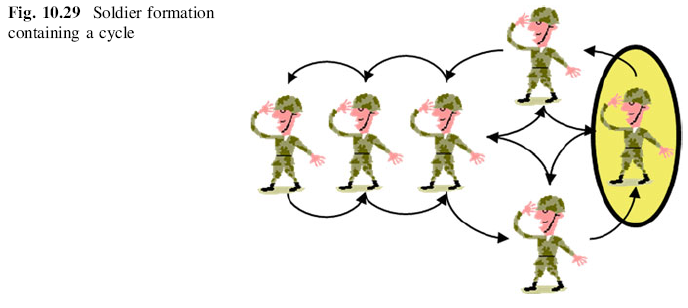 Fig. 10.29 Soldier formation
containing a cycle